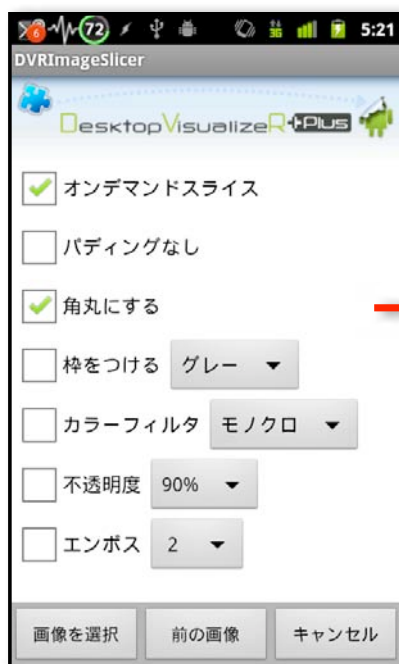 6
72
3G
5:21
DVRImageSlicer
DesktopVisualizeR+Plus
オンデマンドスライス
パディングなし
角丸にする
枠をつける グレー
カラーフィルタ モノクロ
不透明度 90%
エンボス 2
画像を選択 前の画像 キャンセル